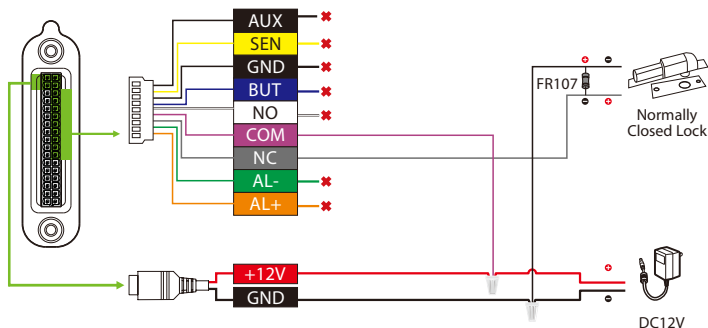 AUX
SEN
GND
BUT
NO
COM
NC
AL-
AL+
FR107
Normally
Closed Lock
+12V
GND
DC12V